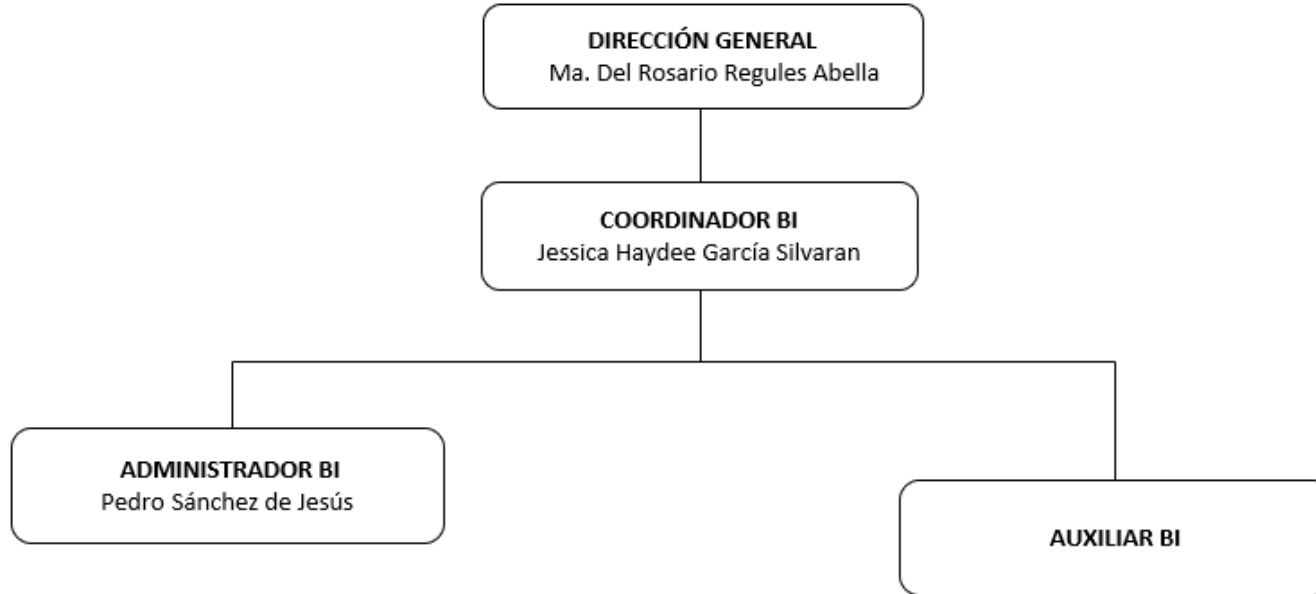 DIRECCIÓN GENERAL
Ma. Del Rosario Regules Abella
COORDINADOR BI
Jessica Haydee García Silvaran
ADMINISTRADOR BI
Pedro Sánchez de Jesús
AUXILIAR BI